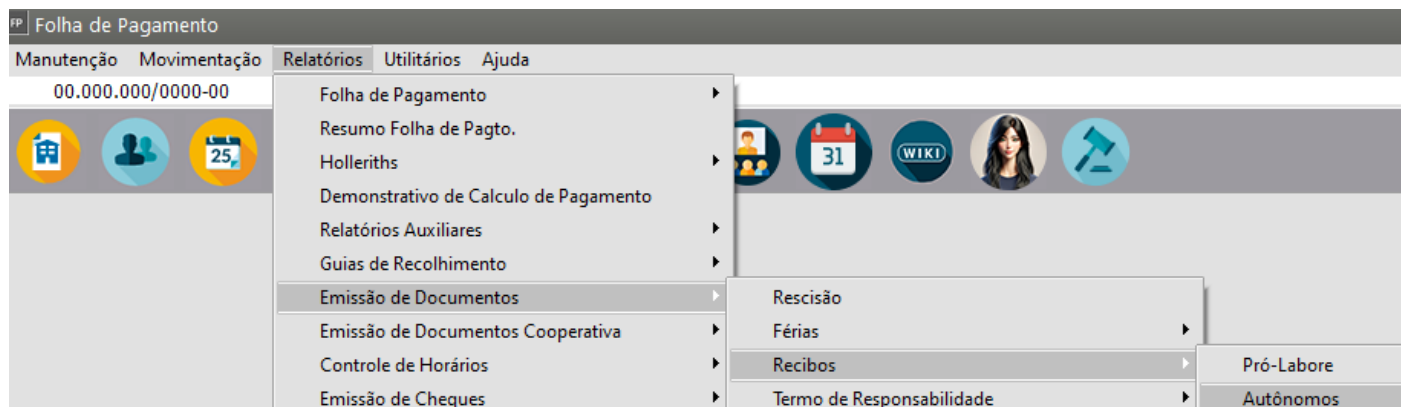 FP Folha de Pagamento
Manutenção Movimentação Relatórios Utilitários Ajuda
00.000.000/0000-00
Folha de Pagamento
Resumo Folha de Pagto.
Holleriths
Demonstrativo de Calculo de Pagamento
Relatórios Auxiliares
Guias de Recolhimento
Emissão de Documentos
Emissão de Documentos Cooperativa
Controle de Horários
Emissão de Cheques
Rescisão
Férias
Recibos
Termo de Responsabilidade
Pró-Labore
Autônomos
25
31
WIKI